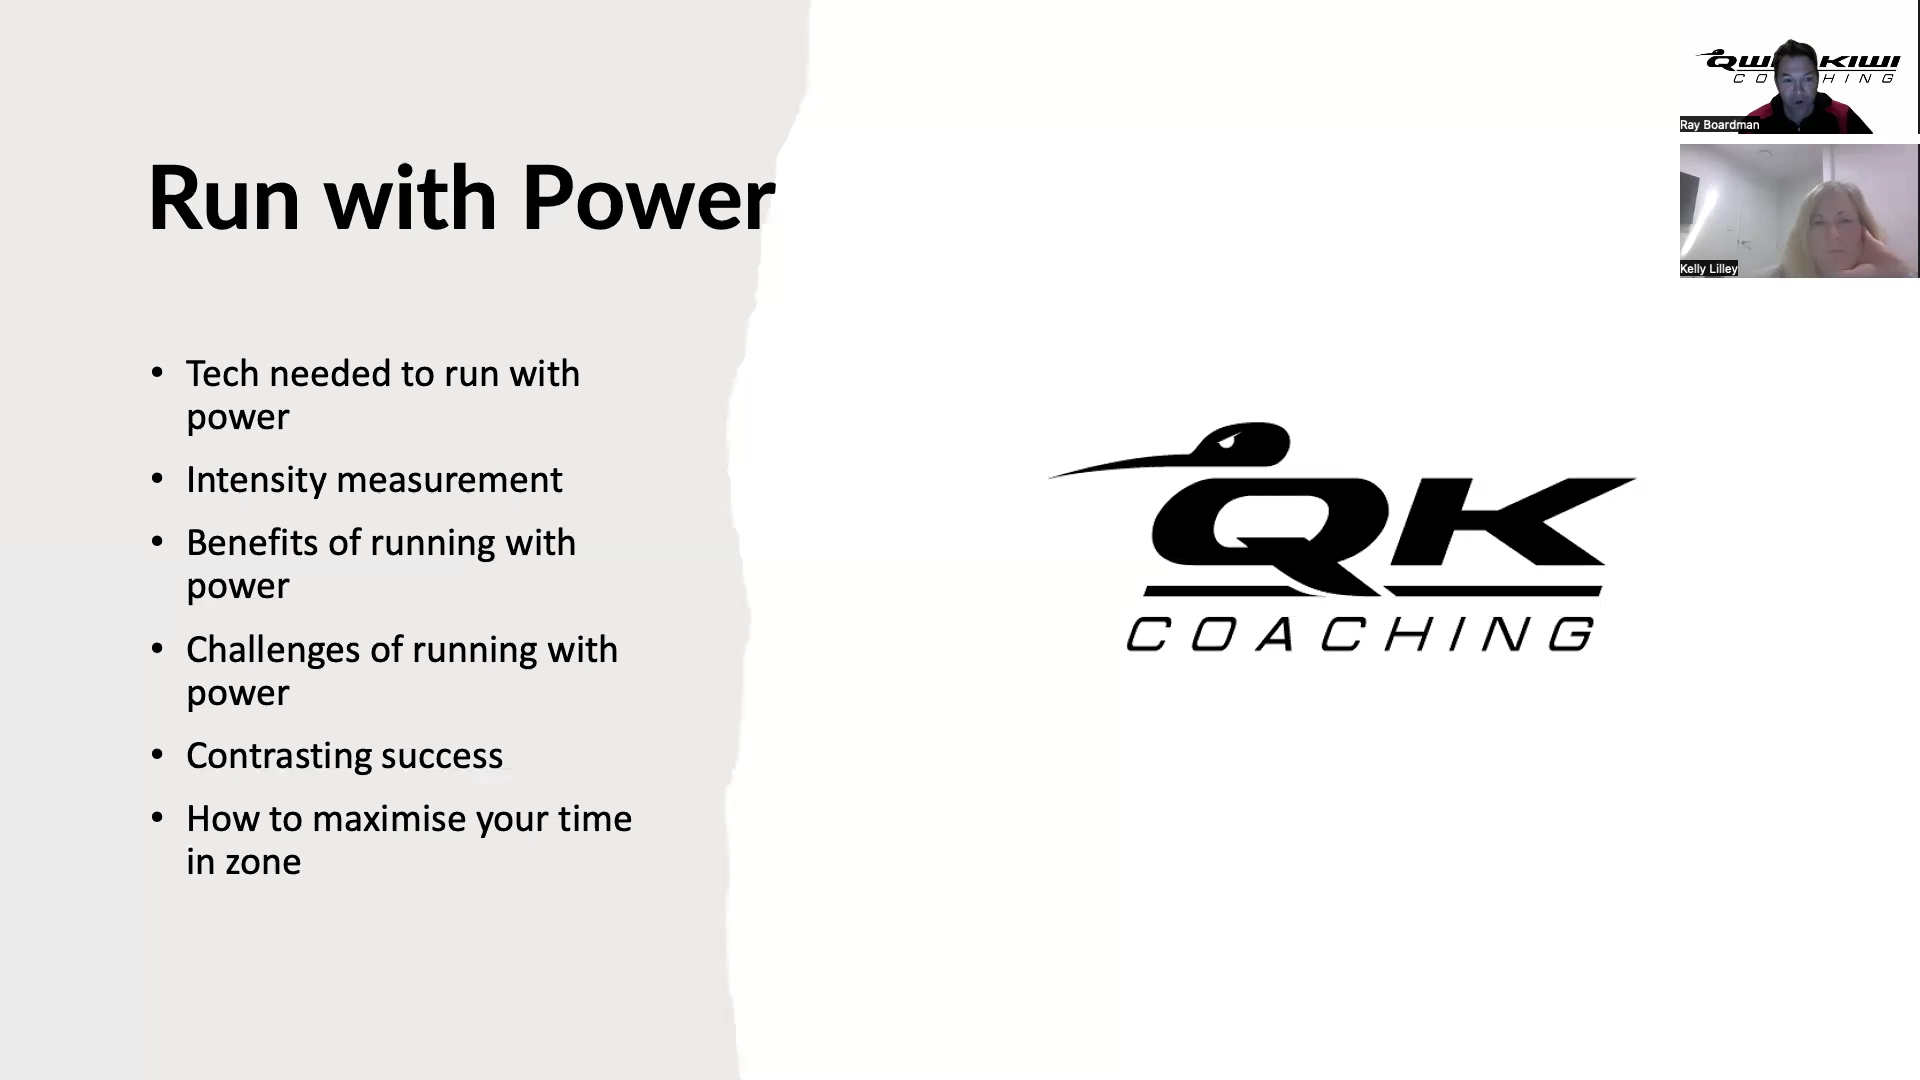 Run with Power
• Tech needed to run with
power
• Intensity measurement
• Benefits of running with
power
• Challenges of running with
power
• Contrasting success
• How to maximise your time
in zone
QK
COACHING
KIWI
Ray Boardman
Kelly Lilley